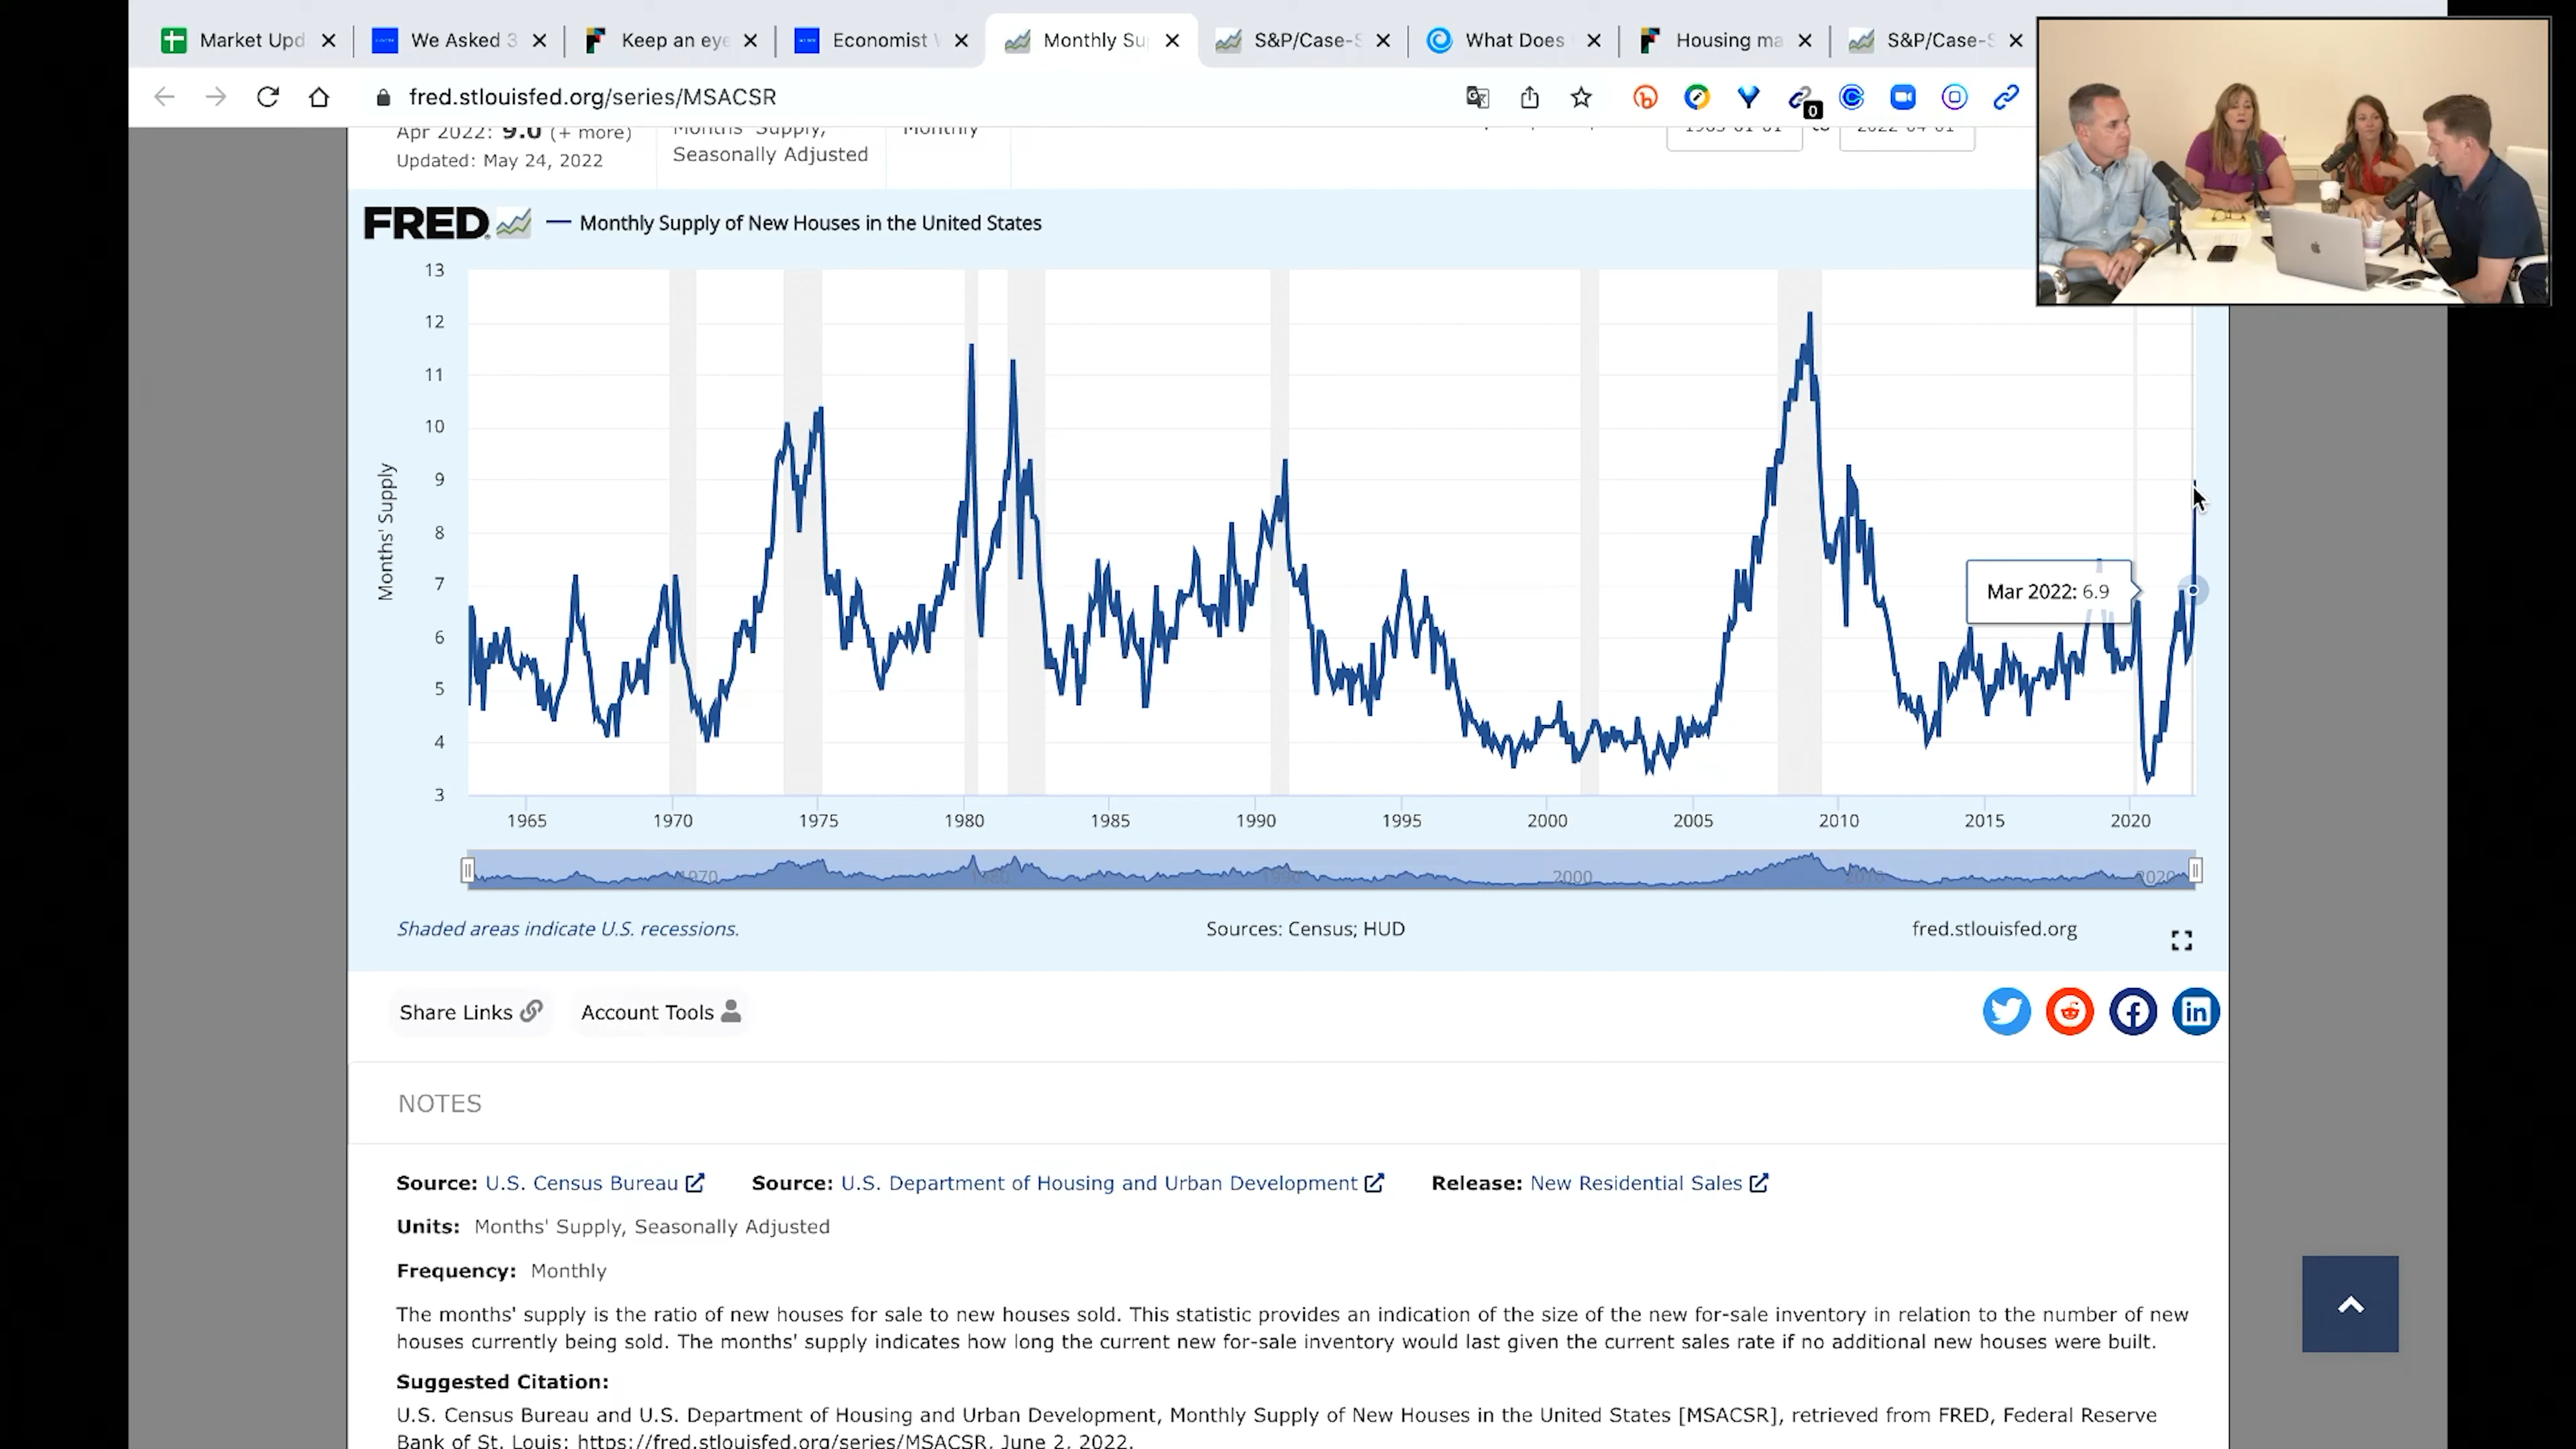 Market Upd
We Asked 3
Keep an eye
Economist
Monthly Su
S&P/Case-S
What Does
Housing ma
S&P/Case-S
fred.stlouisfed.org/series/MSACSR
0
Apr 2022: 9.0 (+ more)
Updated: May 24, 2022
Months' Supply,
Seasonally Adjusted
Monthly
FRED
Monthly Supply of New Houses in the United States
Months' Supply
13
12
11
10
9
8
7
6
5
4
3
Mar 2022: 6.9
1965 1970 1975 1980 1985 1990 1995 2000 2005 2010 2015 2020
1970 1980 1990 2000 2010 2020
Shaded areas indicate U.S. recessions.
Sources: Census; HUD
fred.stlouisfed.org
Share Links
Account Tools
NOTES
Source: U.S. Census Bureau
Source: U.S. Department of Housing and Urban Development
Release: New Residential Sales
Units: Months' Supply, Seasonally Adjusted
Frequency: Monthly
The months' supply is the ratio of new houses for sale to new houses sold. This statistic provides an indication of the size of the new for-sale inventory in relation to the number of new
houses currently being sold. The months' supply indicates how long the current new for-sale inventory would last given the current sales rate if no additional new houses were built.
Suggested Citation:
U.S. Census Bureau and U.S. Department of Housing and Urban Development, Monthly Supply of New Houses in the United States [MSACSR], retrieved from FRED, Federal Reserve
Bank of St. Louis; https://fred.stlouisfed.org/series/MSACSR, June 2, 2022.